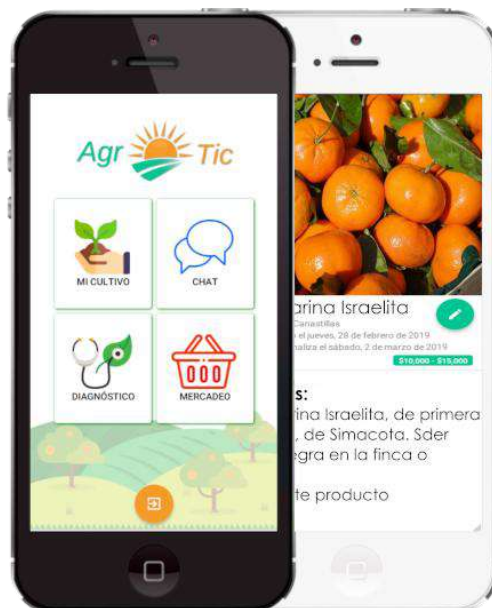 Agr Tic
MI CULTIVO
CHAT
DIAGNÓSTICO
MERCADEO
arina Israelita
Canastillas
o el jueves, 28 de febrero de 2019
naliza el sábado, 2 de marzo de 2019
$10,000 - $15,000
s:
rina Israelita, de primera
, de Simacota. Sder
egra en la finca o
te producto